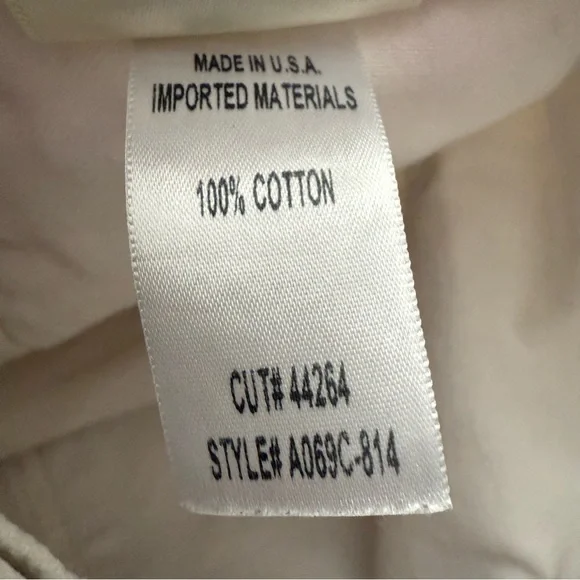 MADE IN U.S.A.
IMPORTED MATERIALS
100% COTTON
CUT# 44264
STYLE# A069C-814